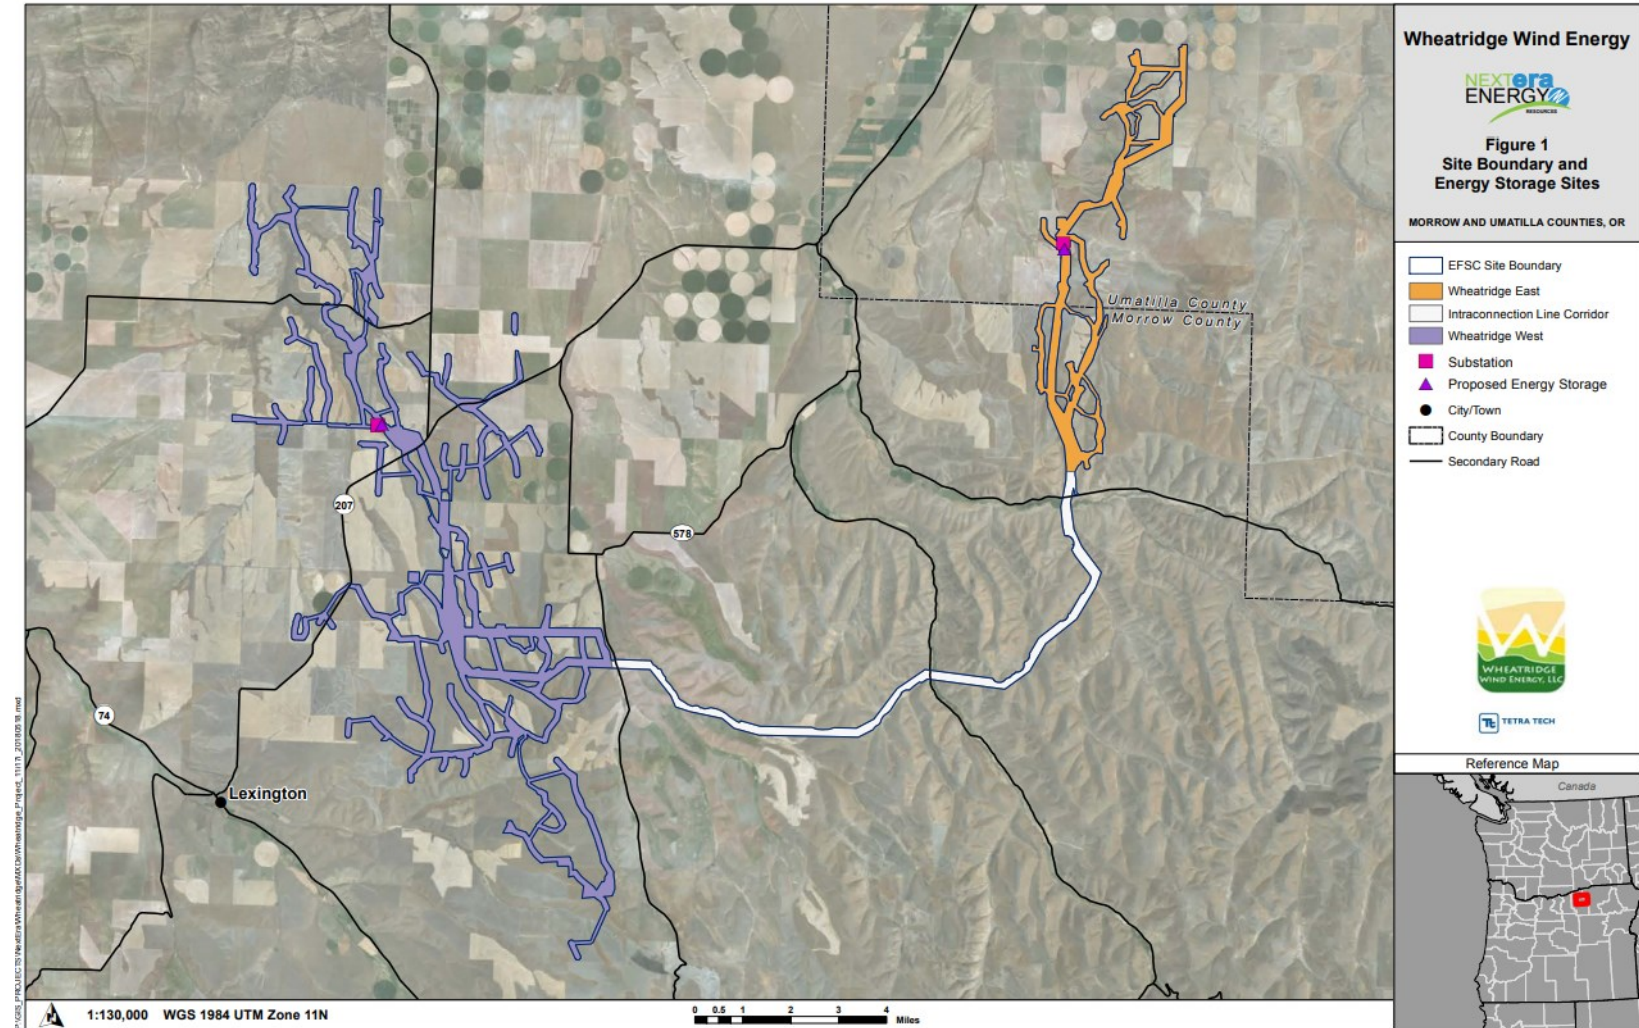 Wheatridge Wind Energy
NEXTera
ENERGY
RESOURCES
Figure 1
Site Boundary and
Energy Storage Sites
MORROW AND UMATILLA COUNTIES, OR
EFSC Site Boundary
Wheatridge East
Intraconnection Line Corridor
Wheatridge West
Substation
Proposed Energy Storage
City/Town
County Boundary
Secondary Road
Umatilla County
Morrow County
207
578
74
Lexington
W
WHEATRIDGE
WIND ENERGY, LLC
Tt TETRA TECH
Reference Map
Canada
1:130,000 WGS 1984 UTM Zone 11N
0 0.5 1 2 3 4
Miles